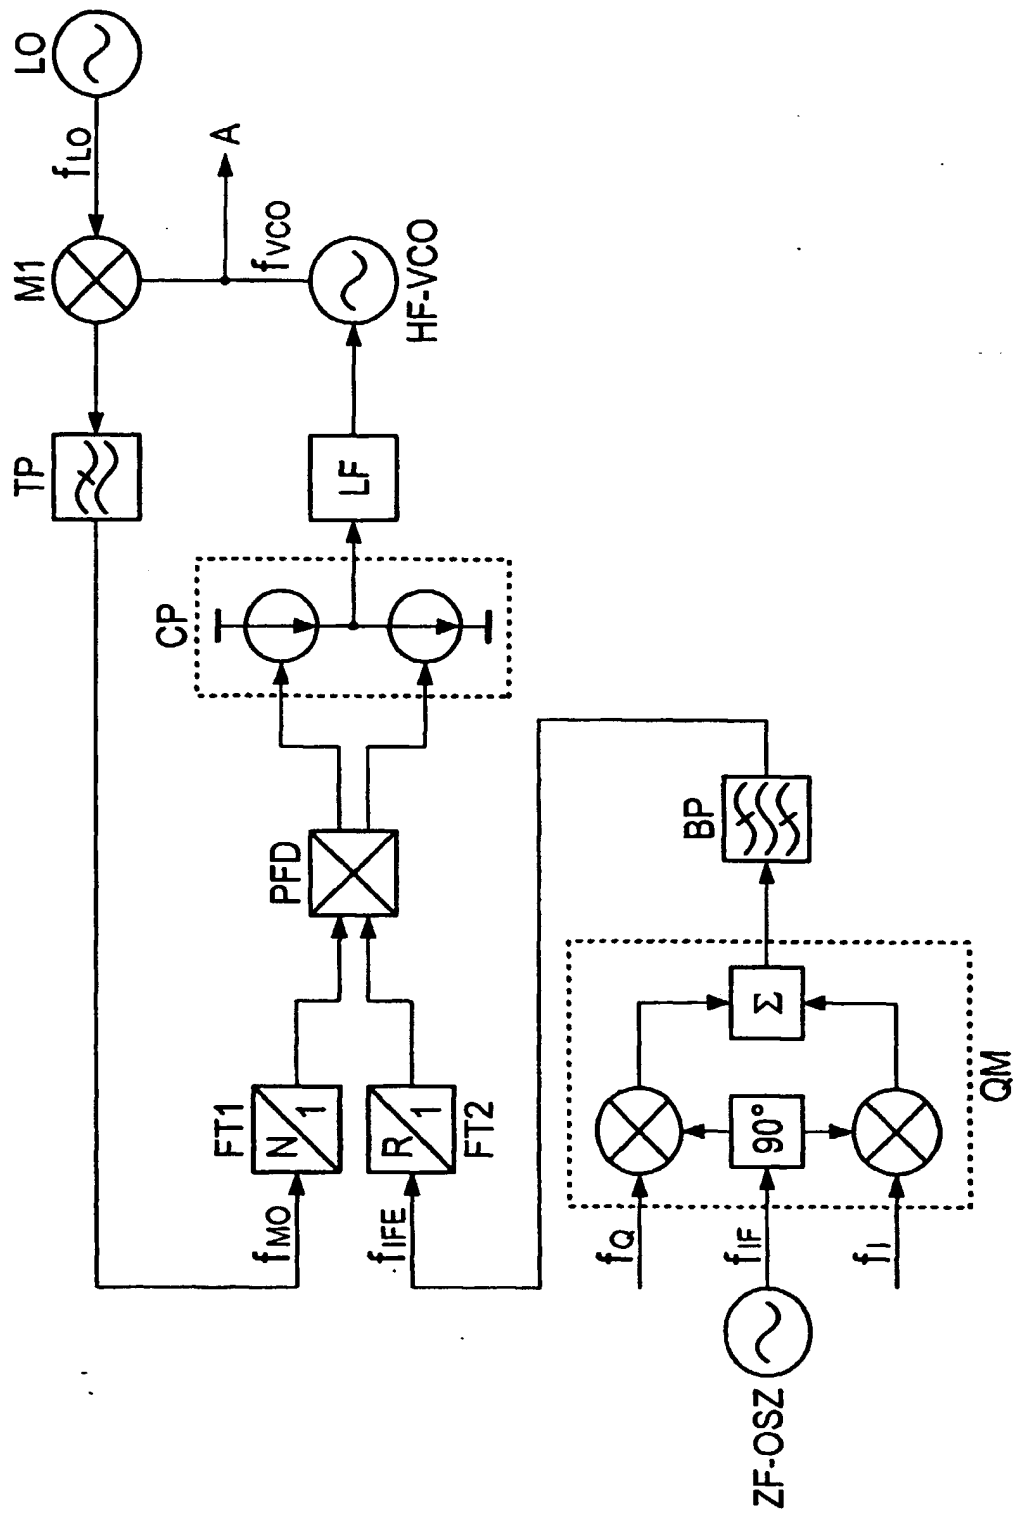 LO
fLO
M1
A
fVCO
HF-VCO
TP
LF
CP
PFD
BP
FT1
N
1
R
1
FT2
fMO
fIFE
Σ
90°
QM
fQ
fIF
fI
ZF-OSZ